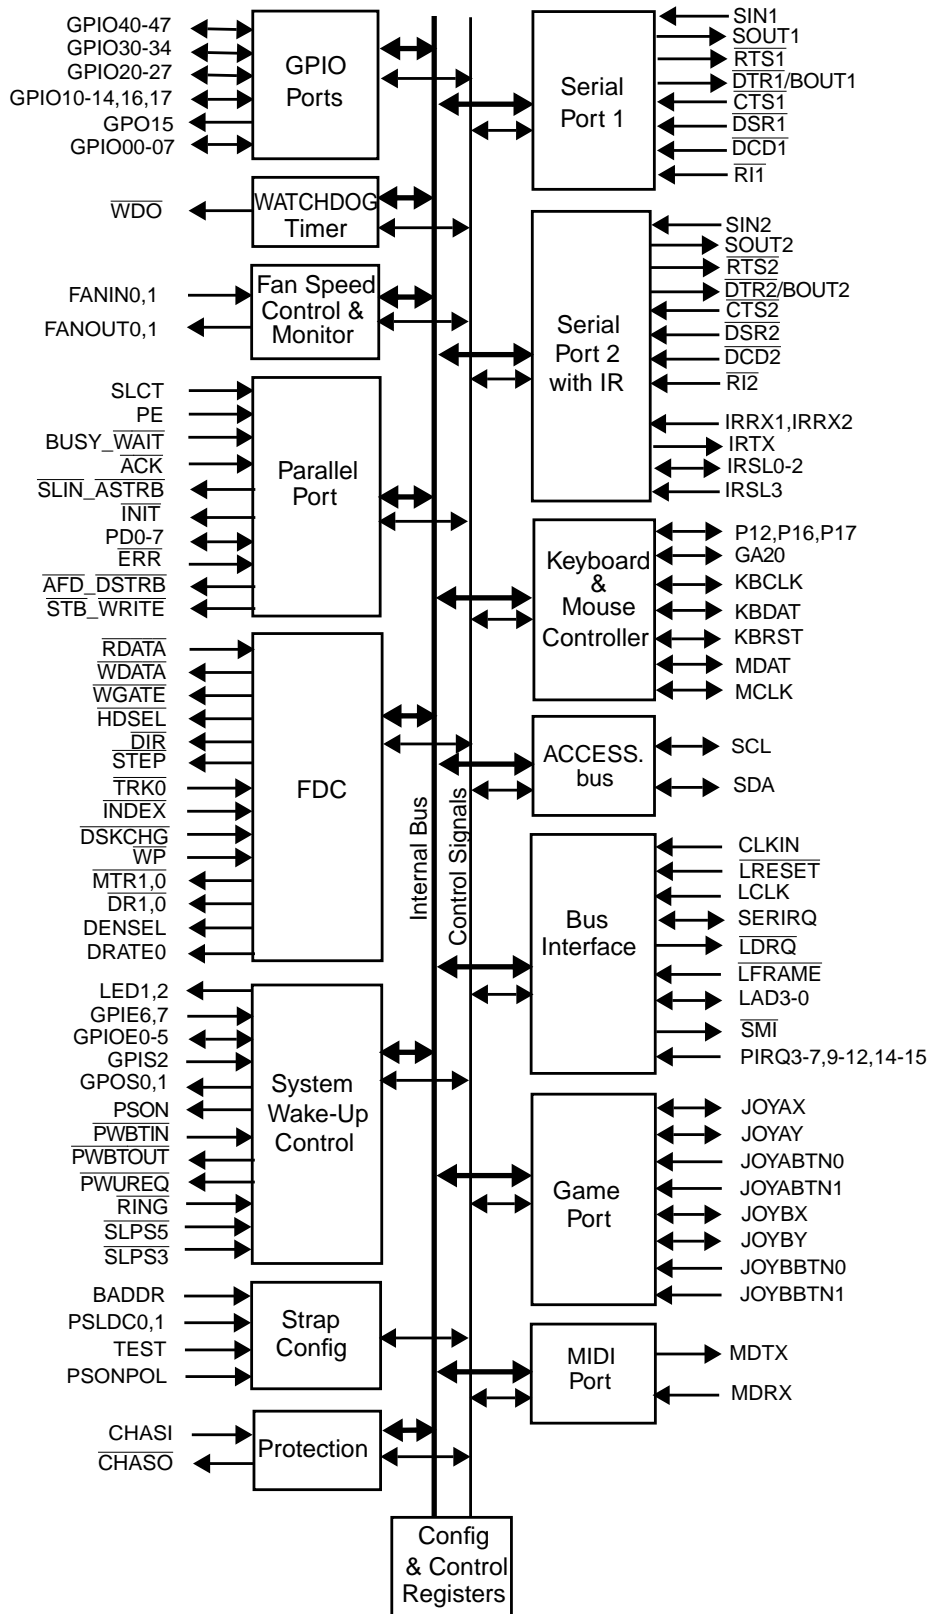 GPIO40-47
GPIO30-34
GPIO20-27
GPIO10-14,16,17
GPO15
GPIO00-07
GPIO
Ports
WDO
WATCHDOG
Timer
FANIN0,1
FANOUT0,1
Fan Speed
Control &
Monitor
SLCT
PE
BUSY_WAIT
ACK
SLIN_ASTRB
INIT
PD0-7
ERR
AFD_DSTRB
STB_WRITE
Parallel
Port
RDATA
WDATA
WGATE
HDSEL
DIR
STEP
TRK0
INDEX
DSKCHG
WP
MTR1,0
DR1,0
DENSEL
DRATE0
FDC
LED1,2
GPIE6,7
GPIOE0-5
GPIS2
GPOS0,1
PSON
PWBTIN
PWBTOUT
PWUREQ
RING
SLPS5
SLPS3
System
Wake-Up
Control
BADDR
PSLDC0,1
TEST
PSONPOL
Strap
Config
CHASI
CHASO
Protection
Internal Bus
Control Signals
Serial
Port 1
SIN1
SOUT1
RTS1
DTR1/BOUT1
CTS1
DSR1
DCD1
RI1
Serial
Port 2
with IR
SIN2
SOUT2
RTS2
DTR2/BOUT2
CTS2
DSR2
DCD2
RI2
IRRX1,IRRX2
IRTX
IRSL0-2
IRSL3
Keyboard
&
Mouse
Controller
P12,P16,P17
GA20
KBCLK
KBDAT
KBRST
MDAT
MCLK
ACCESS.
bus
SCL
SDA
Bus
Interface
CLKIN
LRESET
LCLK
SERIRQ
LDRQ
LFRAME
LAD3-0
SMI
PIRQ3-7,9-12,14-15
Game
Port
JOYAX
JOYAY
JOYABTN0
JOYABTN1
JOYBX
JOYBY
JOYBBTN0
JOYBBTN1
MIDI
Port
MDTX
MDRX
Config
& Control
Registers